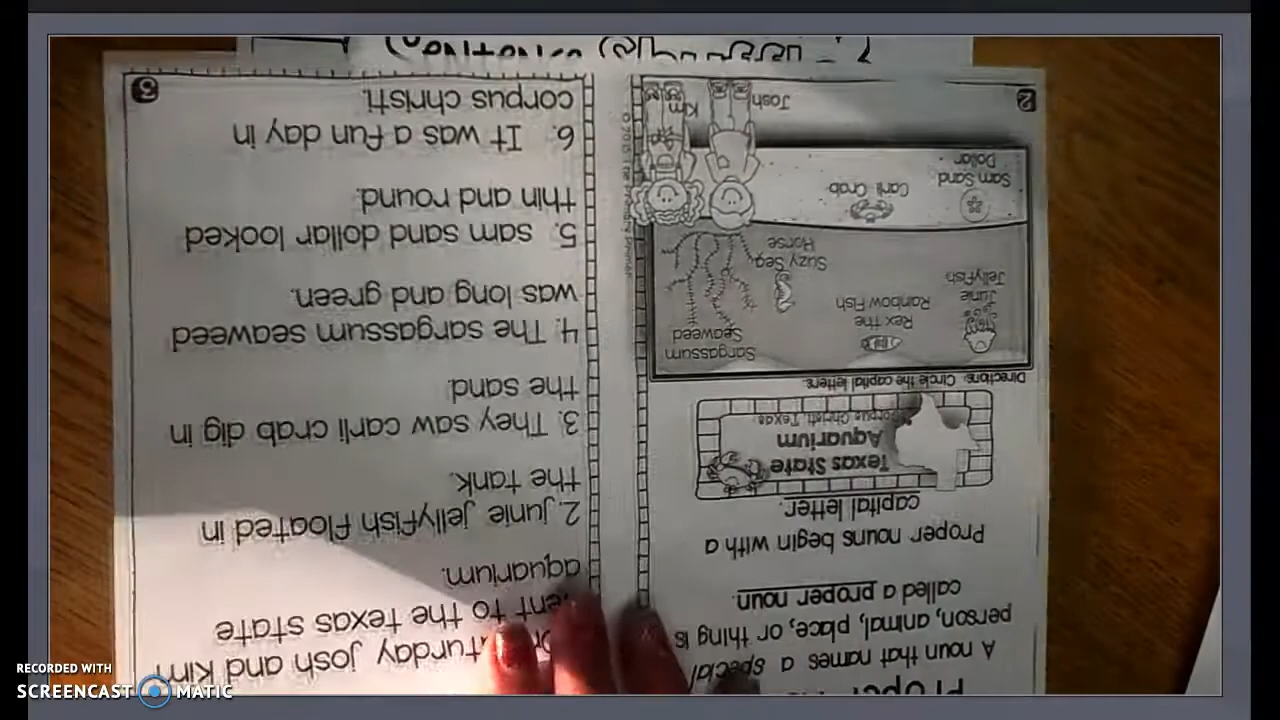 A noun that names a special
person, animal, place, or thing is
called a proper noun.
Proper nouns begin with a
capital letter.
Texas State
Aquarium
Corpus Christi, Texas
Directions: Circle the capital letters.
Sargassum
Seaweed
Rex the
Rainbow Fish
Junie
Jellyfish
Suzy Sea
Horse
Sam Sand
Dollar
Carli Crab
Josh
Kim
2
josh and kim
to the texas state
aquarium.
2. junie jellyfish floated in
the tank.
3. They saw carli crab dig in
the sand.
4. The sargassum seaweed
was long and green.
5. sam sand dollar looked
thin and round.
6. It was a fun day in
corpus christi.
3
RECORDED WITH
SCREENCAST MATIC